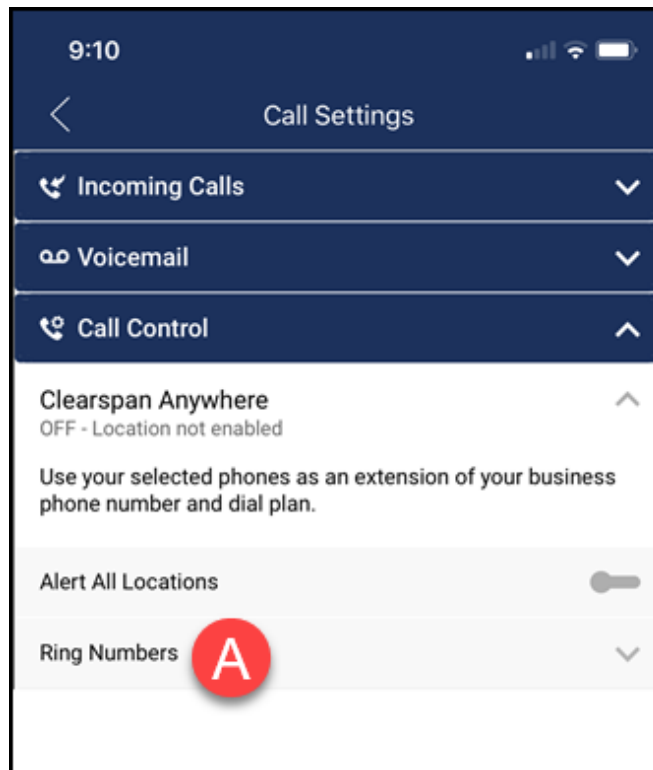 9:10
Call Settings
Incoming Calls
Voicemail
Call Control
Clearspan Anywhere
OFF - Location not enabled
Use your selected phones as an extension of your business
phone number and dial plan.
Alert All Locations
Ring Numbers A